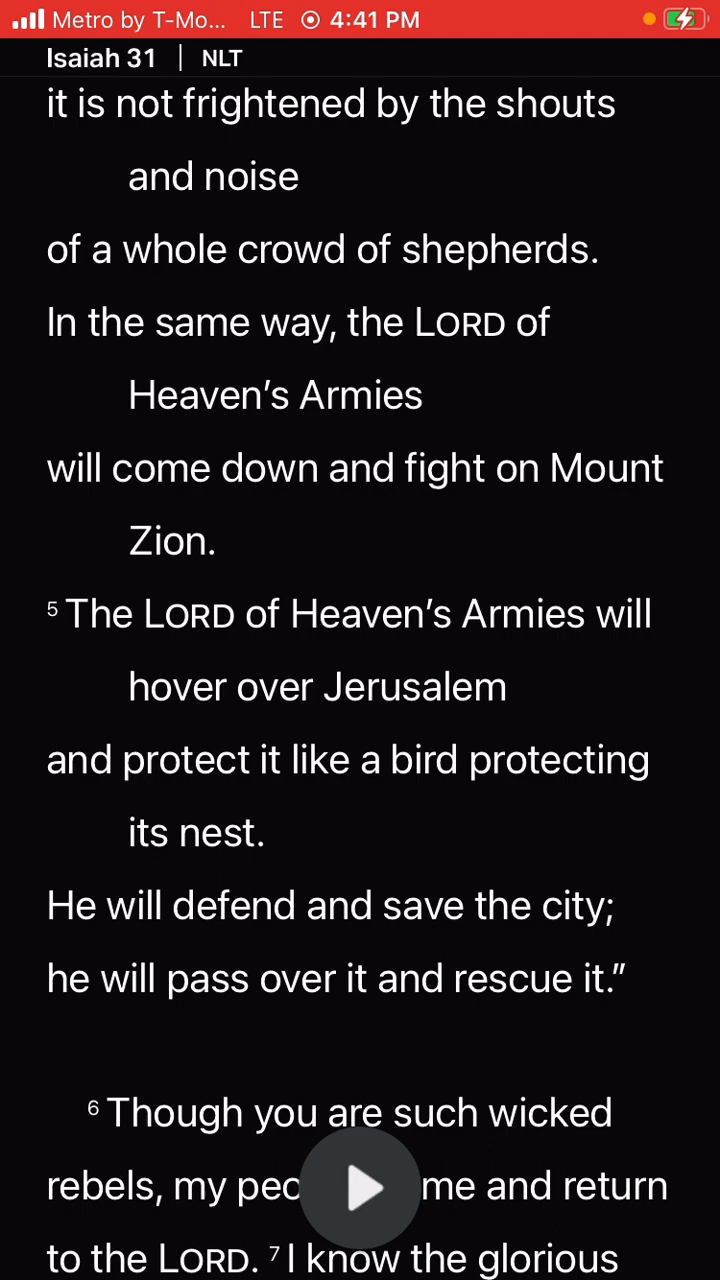 Metro by T-Mo... LTE 4:41 PM
Isaiah 31 | NLT
it is not frightened by the shouts
and noise
of a whole crowd of shepherds.
In the same way, the LORD of
Heaven’s Armies
will come down and fight on Mount
Zion.
5 The LORD of Heaven’s Armies will
hover over Jerusalem
and protect it like a bird protecting
its nest.
He will defend and save the city;
he will pass over it and rescue it.”
6 Though you are such wicked
rebels, my peo me and return
to the LORD. 7 I know the glorious